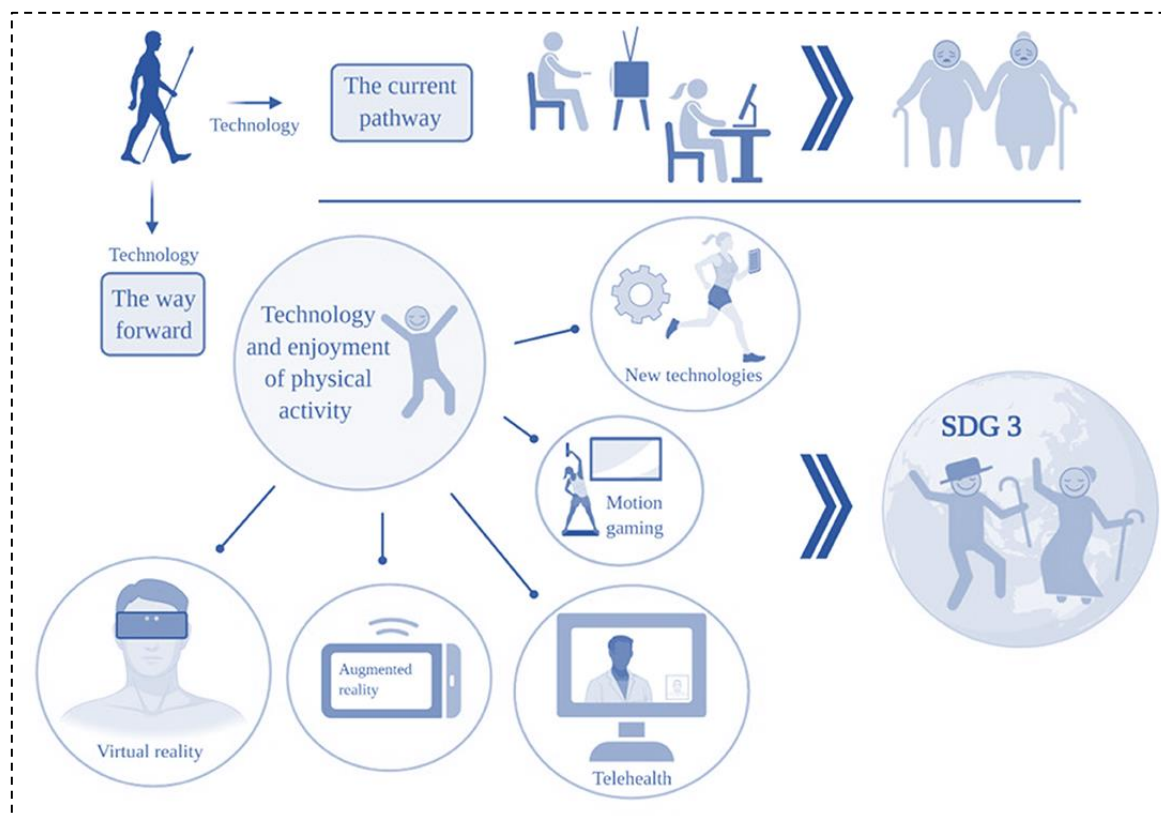 The current
pathway
Technology
Technology
The way
forward
Technology
and enjoyment
of physical
activity
New technologies
Motion
gaming
SDG 3
Virtual reality
Augmented
reality
Telehealth